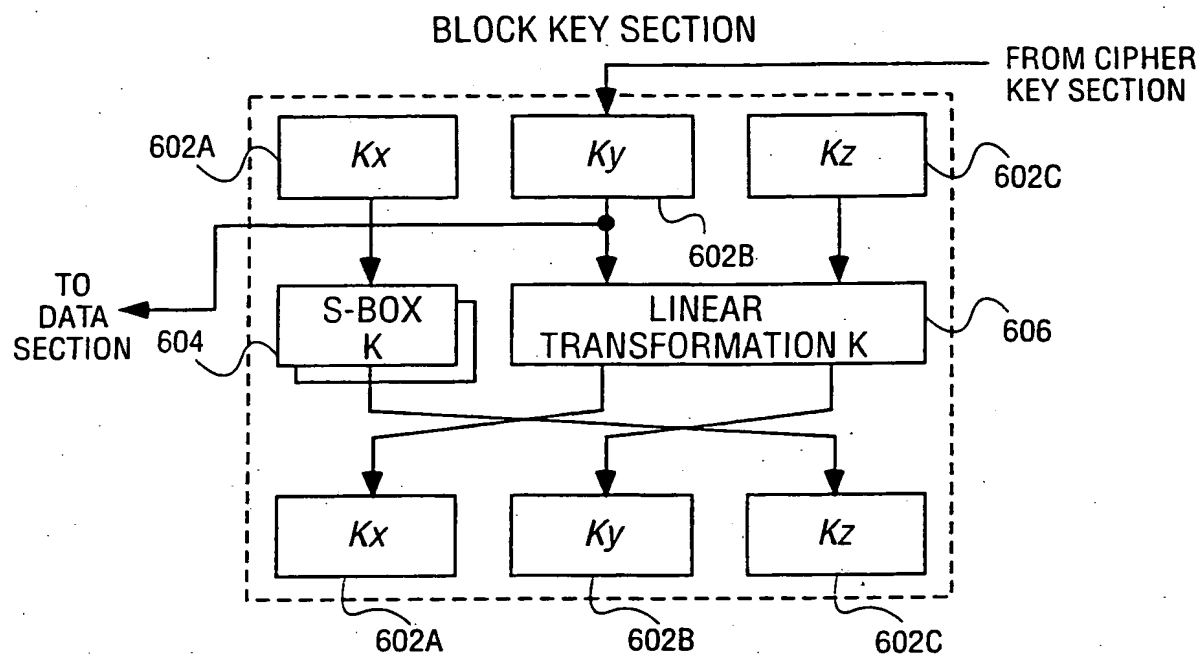 BLOCK KEY SECTION
FROM CIPHER
KEY SECTION
602A
Kx
Ky
Kz
602C
602B
TO
DATA
SECTION
604
S-BOX
K
LINEAR
TRANSFORMATION K
606
Kx
Ky
Kz
602A
602B
602C